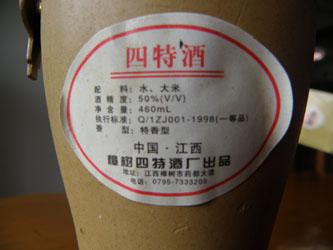 四特酒
配　料：水、大米
酒精度：50%(V/V)
净含量：460mL
执行标准：Q/1ZJ001-1998(一等品)
香　型：特香型
中国·江西
樟树四特酒厂出品
地址：江西樟树市药都大道
电话：0795-7333209